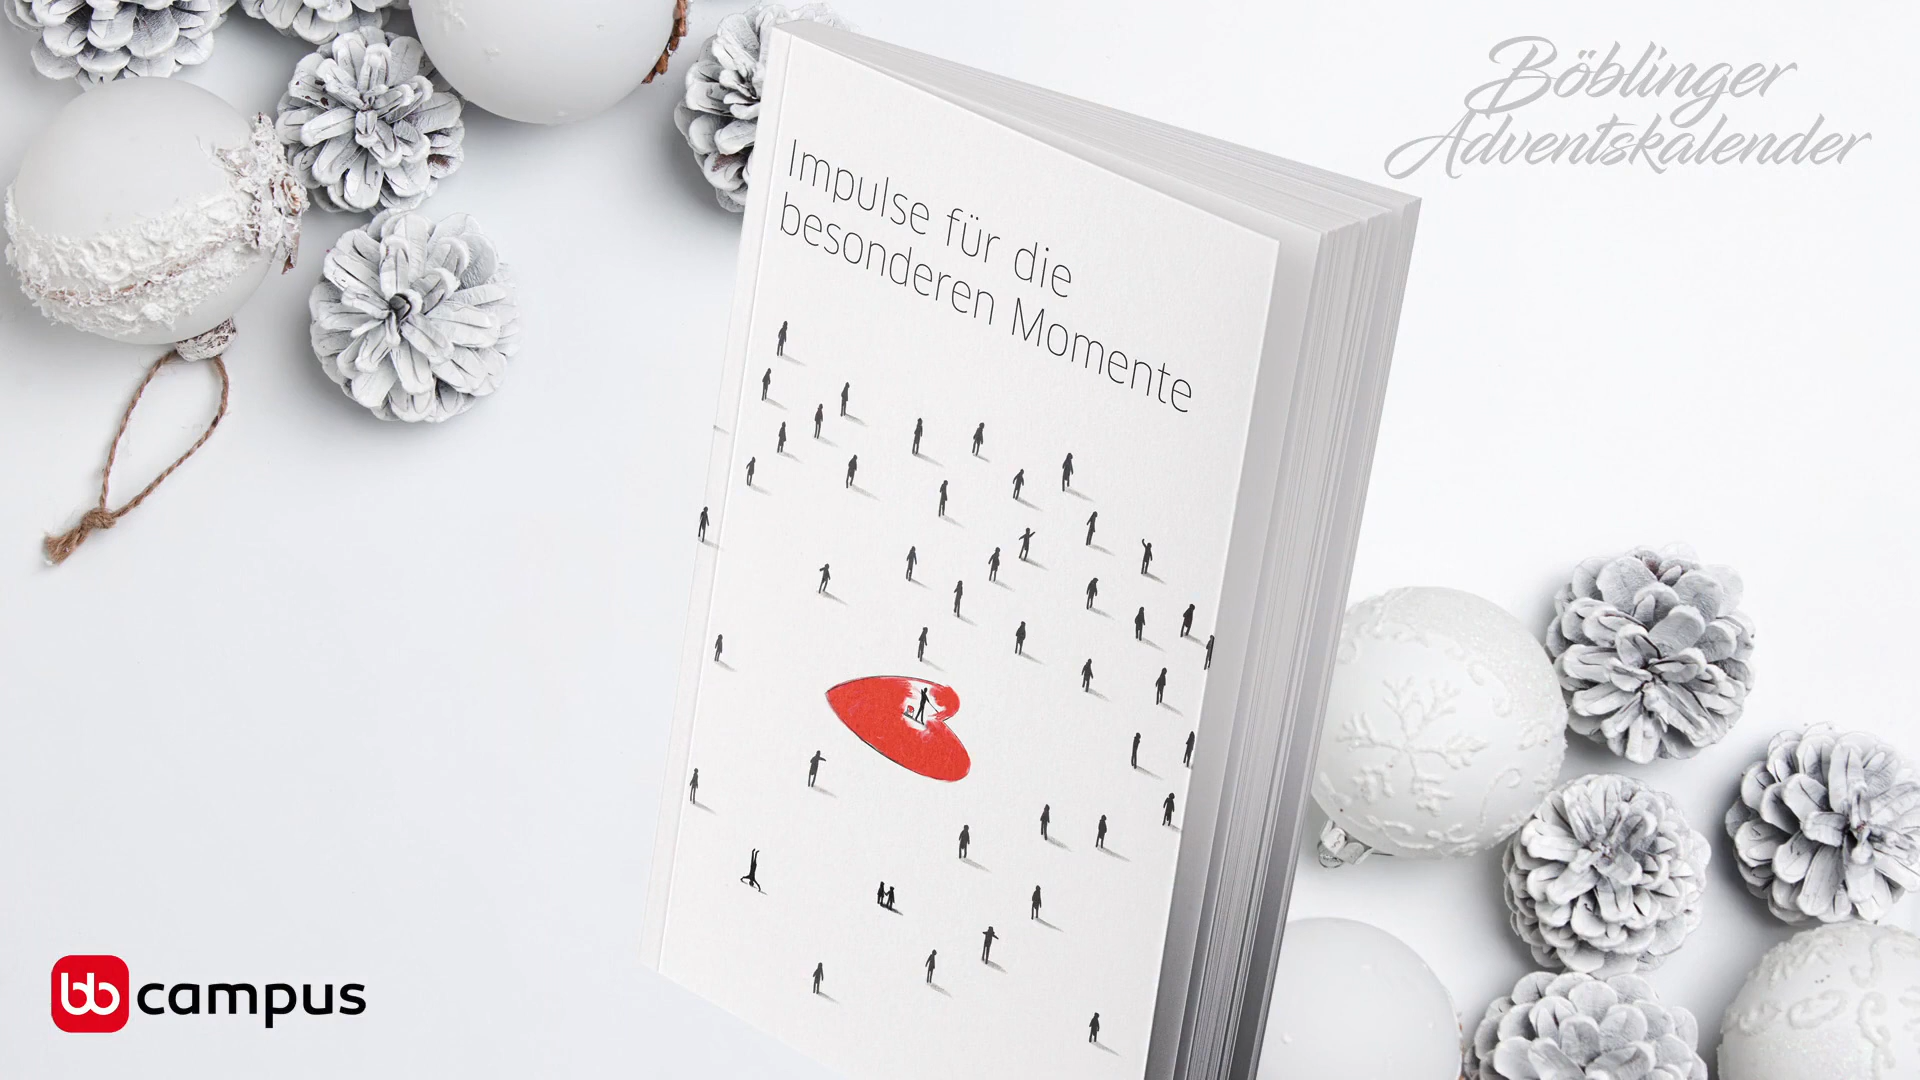 Böblinger
Adventskalender
Impulse für die
besonderen Momente
bb campus